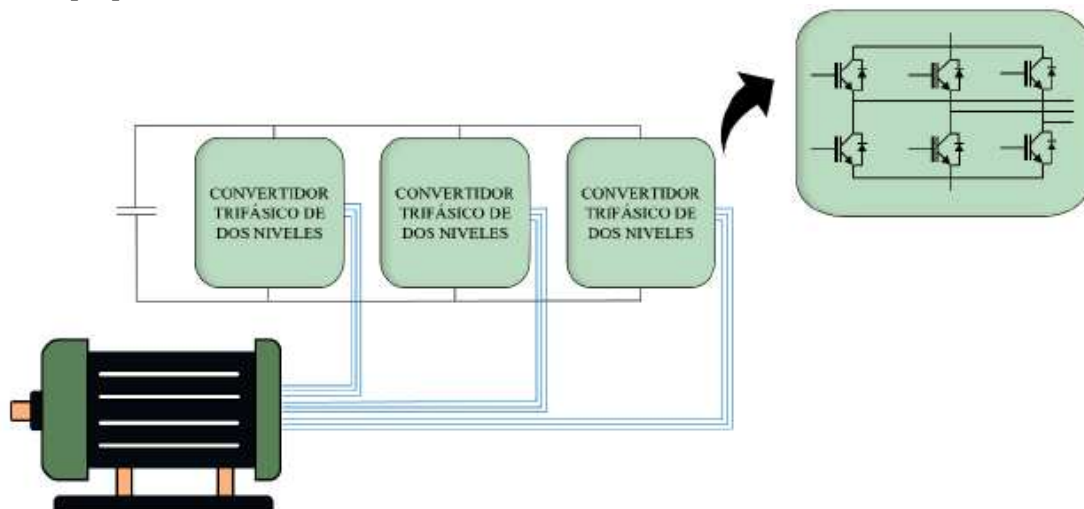 CONVERTIDOR
TRIFÁSICO DE
DOS NIVELES
CONVERTIDOR
TRIFÁSICO DE
DOS NIVELES
CONVERTIDOR
TRIFÁSICO DE
DOS NIVELES